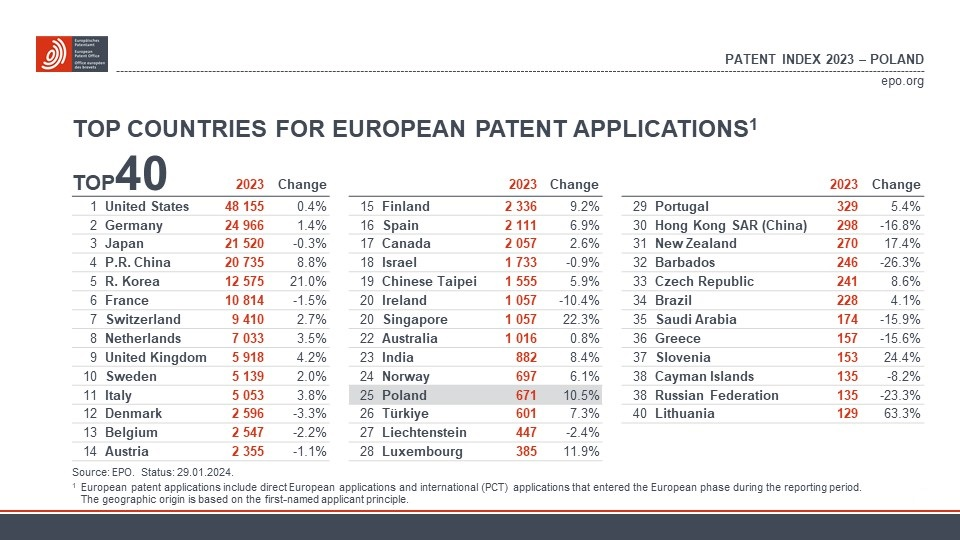 Europäisches
Patentamt
European
Patent Office
Office européen
des brevets
PATENT INDEX 2023 – POLAND
epo.org
TOP COUNTRIES FOR EUROPEAN PATENT APPLICATIONS¹
TOP40
2023 Change
1 United States 48 155 0.4%
2 Germany 24 966 1.4%
3 Japan 21 520 -0.3%
4 P.R. China 20 735 8.8%
5 R. Korea 12 575 21.0%
6 France 10 814 -1.5%
7 Switzerland 9 410 2.7%
8 Netherlands 7 033 3.5%
9 United Kingdom 5 918 4.2%
10 Sweden 5 139 2.0%
11 Italy 5 053 3.8%
12 Denmark 2 596 -3.3%
13 Belgium 2 547 -2.2%
14 Austria 2 355 -1.1%
2023 Change
15 Finland 2 336 9.2%
16 Spain 2 111 6.9%
17 Canada 2 057 2.6%
18 Israel 1 733 -0.9%
19 Chinese Taipei 1 555 5.9%
20 Ireland 1 057 -10.4%
20 Singapore 1 057 22.3%
22 Australia 1 016 0.8%
23 India 882 8.4%
24 Norway 697 6.1%
25 Poland 671 10.5%
26 Türkiye 601 7.3%
27 Liechtenstein 447 -2.4%
28 Luxembourg 385 11.9%
2023 Change
29 Portugal 329 5.4%
30 Hong Kong SAR (China) 298 -16.8%
31 New Zealand 270 17.4%
32 Barbados 246 -26.3%
33 Czech Republic 241 8.6%
34 Brazil 228 4.1%
35 Saudi Arabia 174 -15.9%
36 Greece 157 -15.6%
37 Slovenia 153 24.4%
38 Cayman Islands 135 -8.2%
38 Russian Federation 135 -23.3%
40 Lithuania 129 63.3%
Source: EPO. Status: 29.01.2024.
¹ European patent applications include direct European applications and international (PCT) applications that entered the European phase during the reporting period.
The geographic origin is based on the first-named applicant principle.